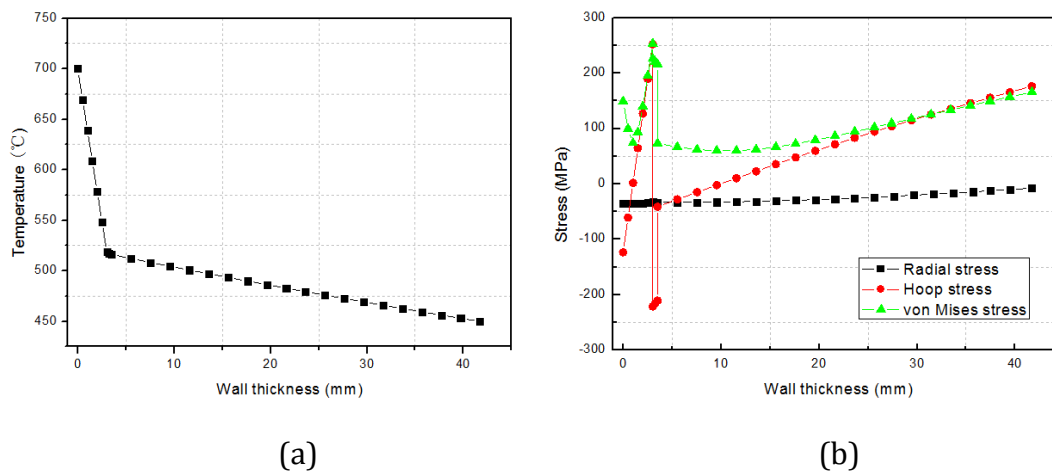 750
700
650
600
550
500
450
0
10
20
30
40
Temperature (℃)
Wall thickness (mm)
(a)
300
200
100
0
-100
-200
-300
0
10
20
30
40
Stress (MPa)
Wall thickness (mm)
Radial stress
Hoop stress
von Mises stress
(b)